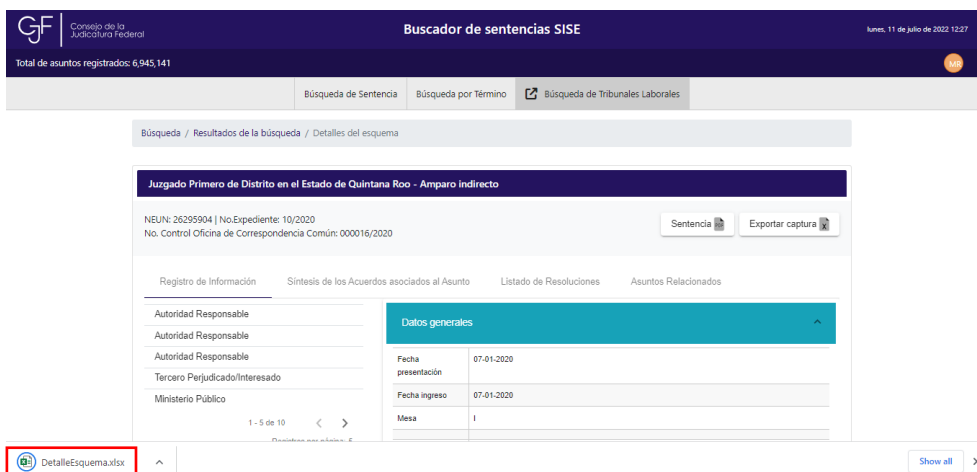 Consejo de la
Judicatura Federal
Buscador de sentencias SISE
lunes, 11 de julio de 2022 12:27
Total de asuntos registrados: 6,945,141
MR
Búsqueda de Sentencia
Búsqueda por Término
Búsqueda de Tribunales Laborales
Búsqueda / Resultados de la búsqueda / Detalles del esquema
Juzgado Primero de Distrito en el Estado de Quintana Roo - Amparo indirecto
NEUN: 26295904 | No.Expediente: 10/2020
No. Control Oficina de Correspondencia Común: 000016/2020
Sentencia
Exportar captura
Registro de Información
Síntesis de los Acuerdos asociados al Asunto
Listado de Resoluciones
Asuntos Relacionados
Autoridad Responsable
Autoridad Responsable
Autoridad Responsable
Tercero Perjudicado/Interesado
Ministerio Público
1 - 5 de 10
Registros por página: 5
Datos generales
Fecha presentación 07-01-2020
Fecha ingreso 07-01-2020
Mesa I
DetalleEsquema.xlsx
Show all